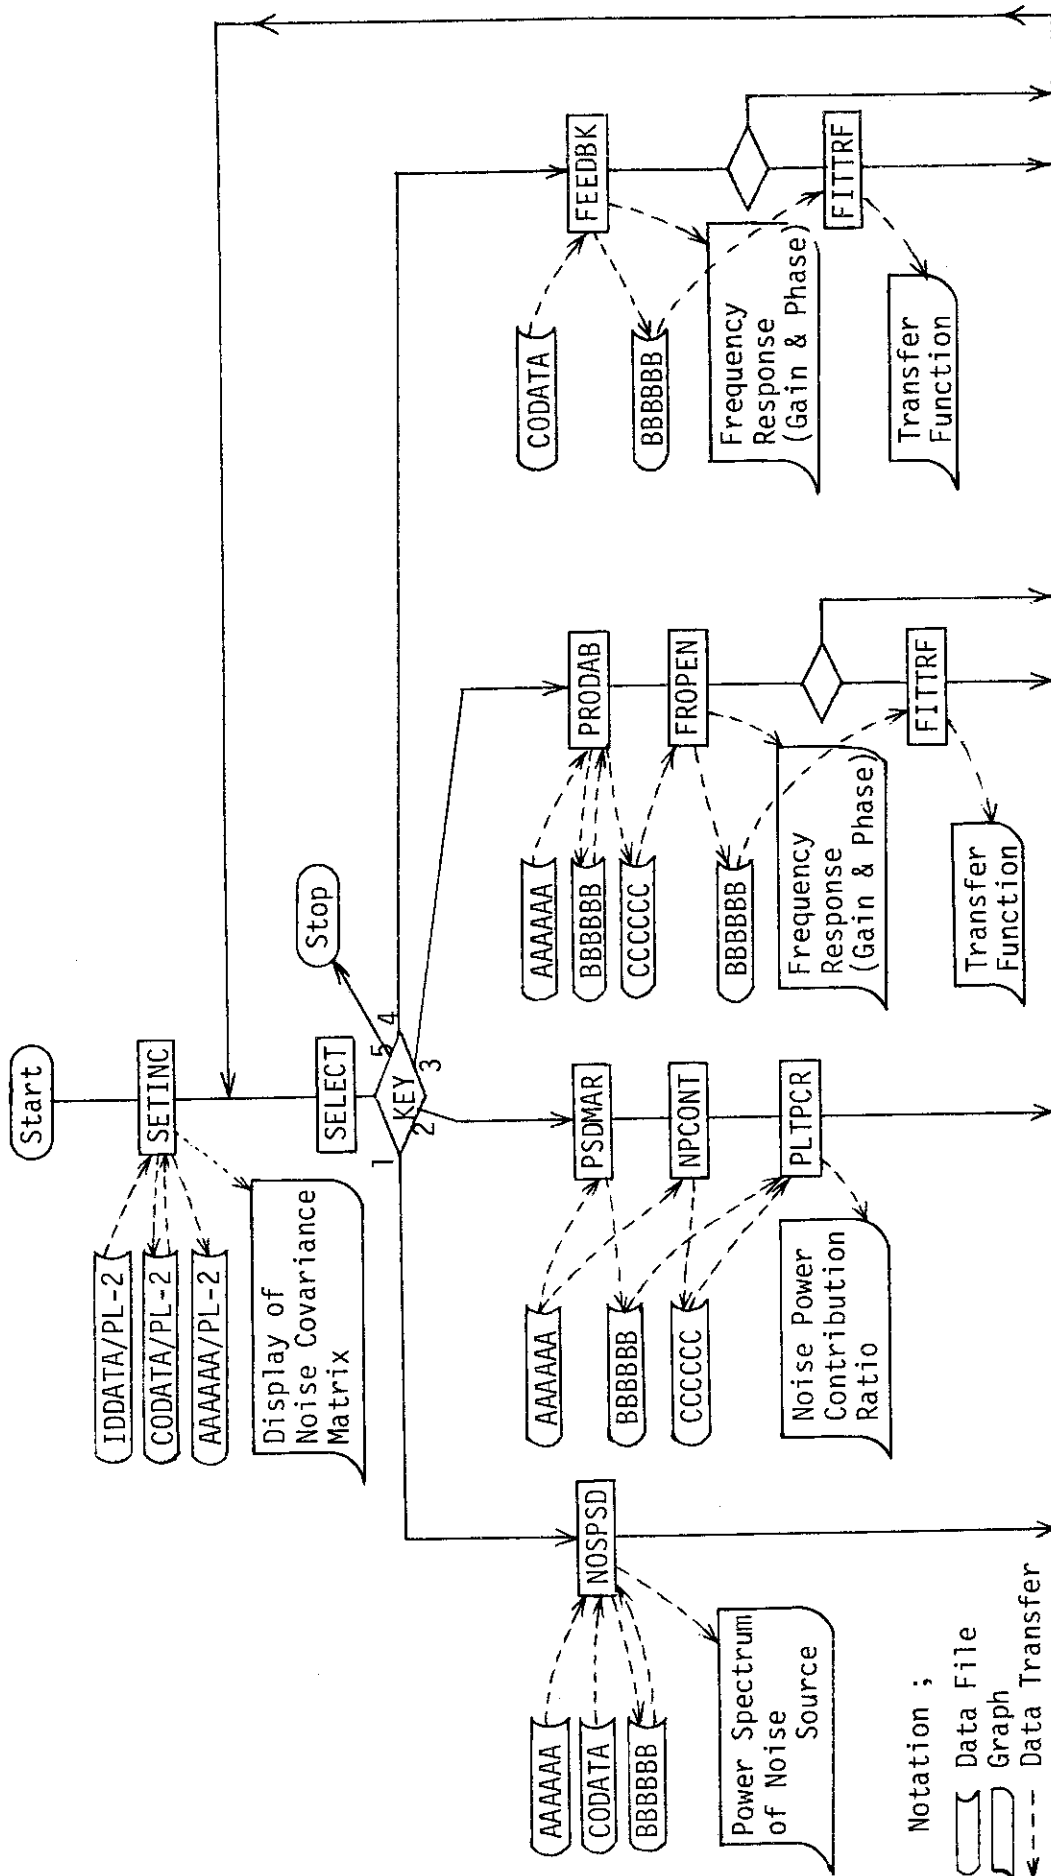 Start
SETINC
IDDATA/PL-2
CODATA/PL-2
AAAAAA/PL-2
Display of
Noise Covariance
Matrix
SELECT
KEY
1
2
3
4
5
Stop
NOSPSD
AAAAAA
CODATA
BBBBBB
Power Spectrum
of Noise
Source
PSDMAR
NPCONT
PLTPCR
AAAAAA
BBBBBB
CCCCCC
Noise Power
Contribution
Ratio
PRODAB
FROPEN
AAAAAA
BBBBBB
CCCCCC
BBBBBB
Frequency
Response
(Gain & Phase)
FITTRF
Transfer
Function
FEEDBK
CODATA
BBBBBB
Frequency
Response
(Gain & Phase)
FITTRF
Transfer
Function
Notation ;
Data File
Graph
Data Transfer